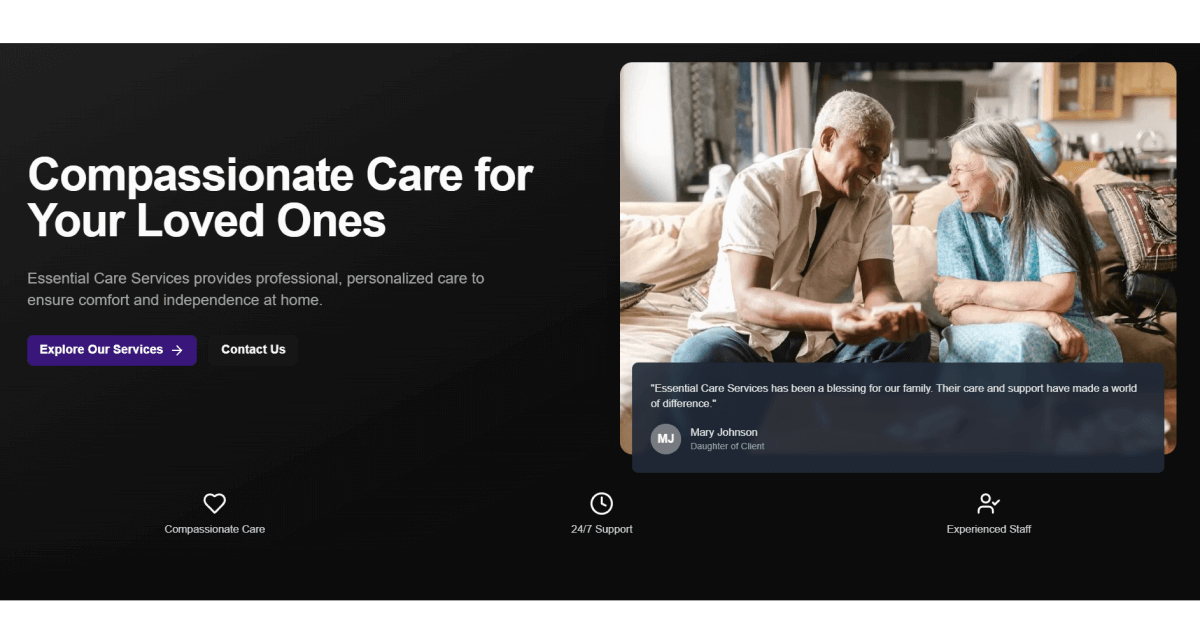 Compassionate Care for
Your Loved Ones
Essential Care Services provides professional, personalized care to
ensure comfort and independence at home.
Explore Our Services
Contact Us
"Essential Care Services has been a blessing for our family. Their care and support have made a world
of difference."
MJ
Mary Johnson
Daughter of Client
Compassionate Care
24/7 Support
Experienced Staff